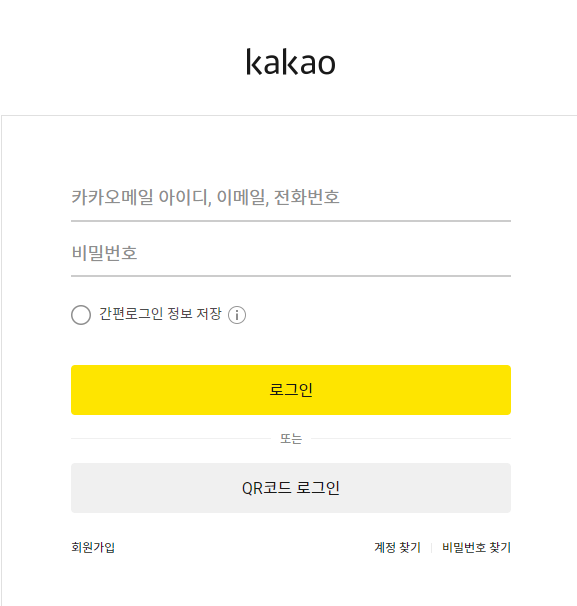 kakao
카카오메일 아이디, 이메일, 전화번호
비밀번호
간편로그인 정보 저장
로그인
또는
QR코드 로그인
회원가입 계정 찾기 비밀번호 찾기